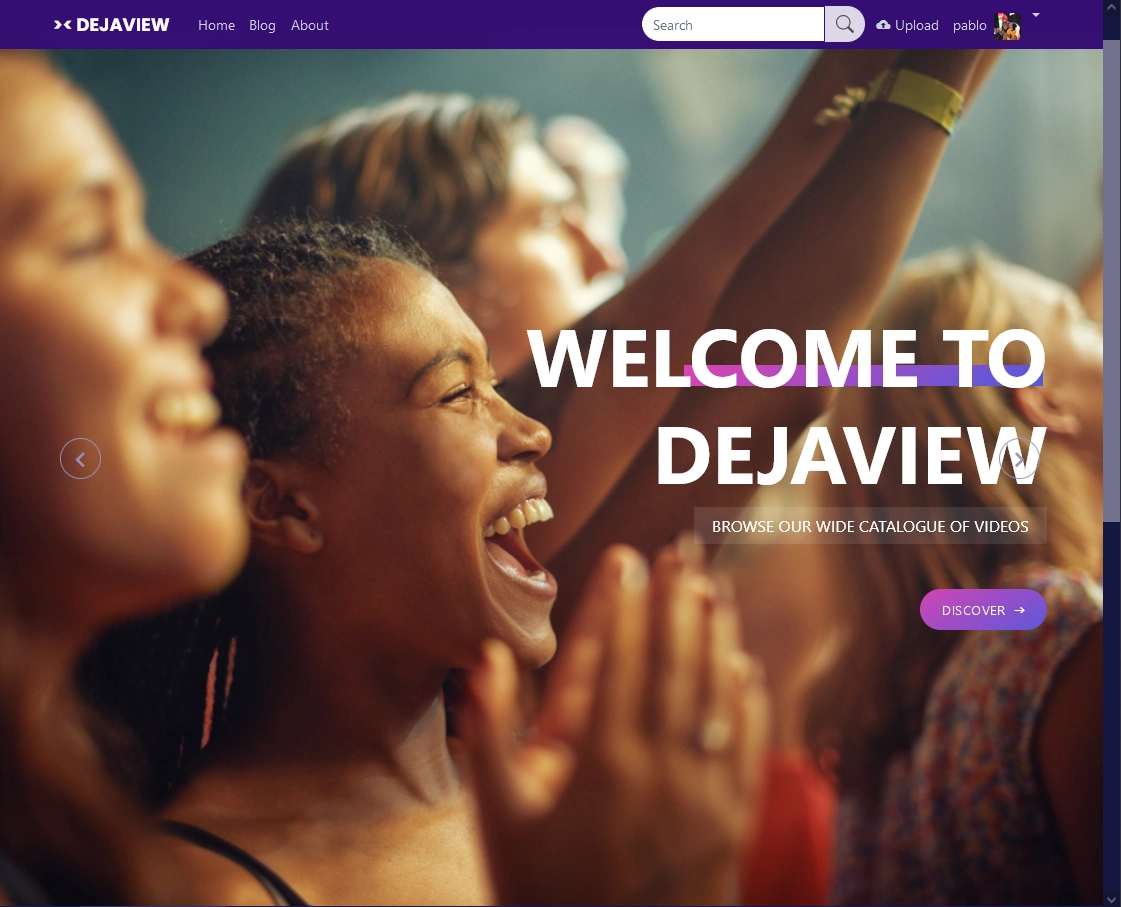 DEJAVIEW
Home
Blog
About
Search
Upload
pablo
WELCOME TO
DEJAVIEW
BROWSE OUR WIDE CATALOGUE OF VIDEOS
DISCOVER →